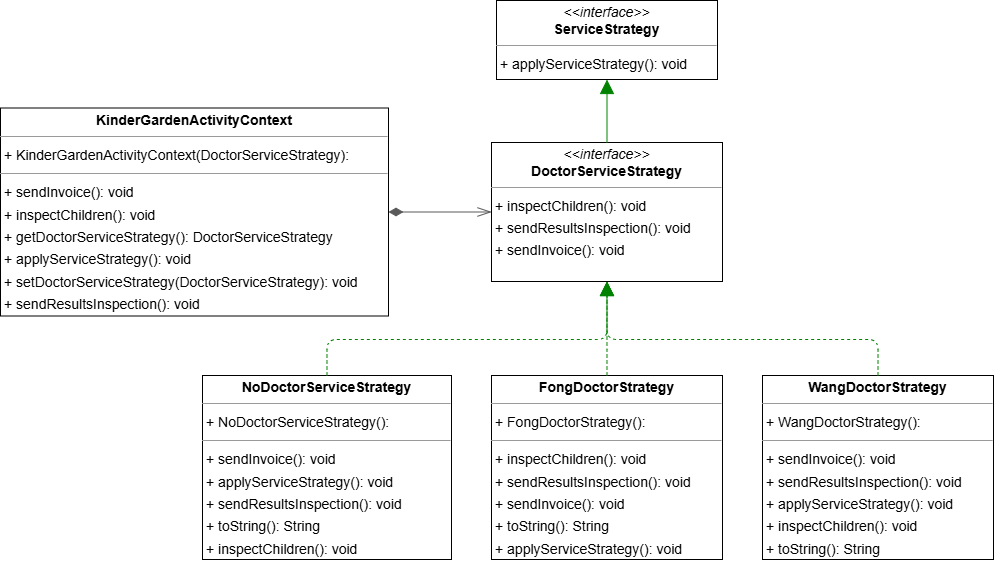 <<interface>>
ServiceStrategy
+ applyServiceStrategy(): void
KinderGardenActivityContext
+ KinderGardenActivityContext(DoctorServiceStrategy):
+ sendInvoice(): void
+ inspectChildren(): void
+ getDoctorServiceStrategy(): DoctorServiceStrategy
+ applyServiceStrategy(): void
+ setDoctorServiceStrategy(DoctorServiceStrategy): void
+ sendResultsInspection(): void
<<interface>>
DoctorServiceStrategy
+ inspectChildren(): void
+ sendResultsInspection(): void
+ sendInvoice(): void
NoDoctorServiceStrategy
+ NoDoctorServiceStrategy():
+ sendInvoice(): void
+ applyServiceStrategy(): void
+ sendResultsInspection(): void
+ toString(): String
+ inspectChildren(): void
FongDoctorStrategy
+ FongDoctorStrategy():
+ inspectChildren(): void
+ sendResultsInspection(): void
+ sendInvoice(): void
+ toString(): String
+ applyServiceStrategy(): void
WangDoctorStrategy
+ WangDoctorStrategy():
+ sendInvoice(): void
+ sendResultsInspection(): void
+ applyServiceStrategy(): void
+ inspectChildren(): void
+ toString(): String